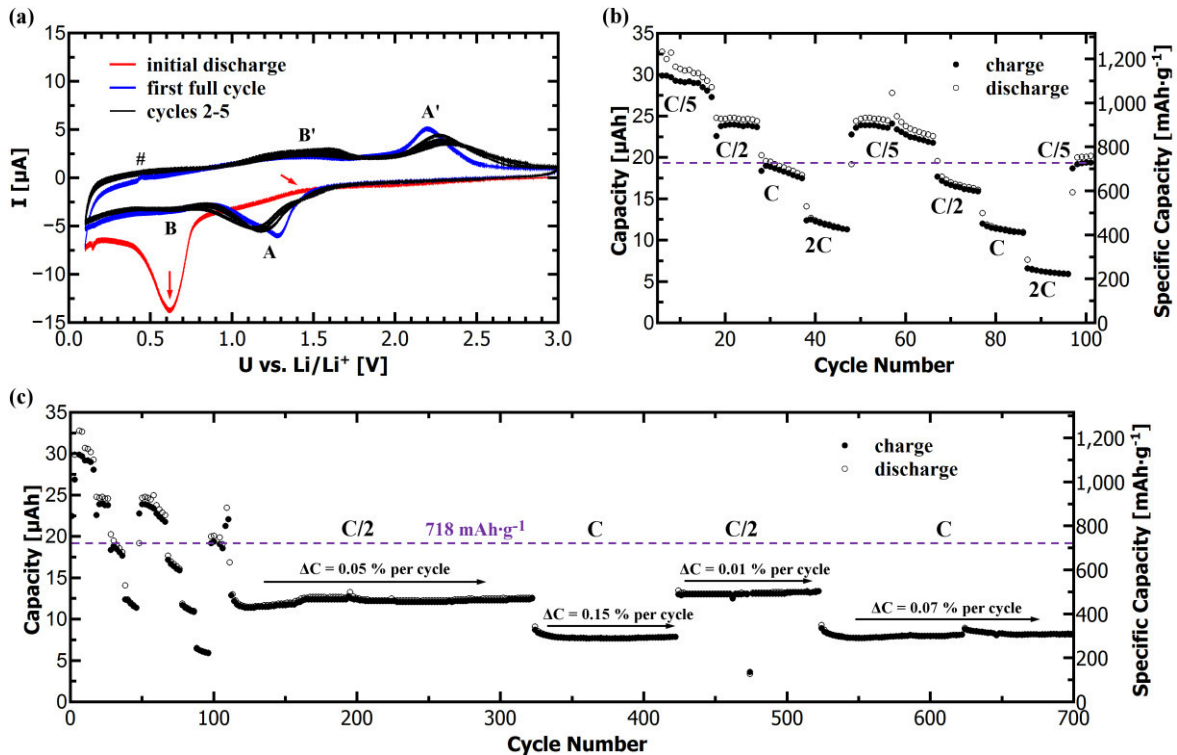 (a)
15
10
5
0
−5
−10
−15
I [µA]
initial discharge
first full cycle
cycles 2-5
#
B'
A'
B
A
0.0 0.5 1.0 1.5 2.0 2.5 3.0
U vs. Li/Li⁺ [V]
(b)
35
30
25
20
15
10
5
0
Capacity [µAh]
charge
discharge
C/5
C/2
C
2C
C/5
C/2
C
2C
C/5
1,200
1,000
800
600
400
200
0
Specific Capacity [mAh·g⁻¹]
20 40 60 80 100
Cycle Number
(c)
35
30
25
20
15
10
5
0
Capacity [µAh]
charge
discharge
C/2 718 mAh·g⁻¹ C C/2 C
ΔC = 0.05 % per cycle
ΔC = 0.15 % per cycle
ΔC = 0.01 % per cycle
ΔC = 0.07 % per cycle
1,200
1,000
800
600
400
200
0
Specific Capacity [mAh·g⁻¹]
0 100 200 300 400 500 600 700
Cycle Number